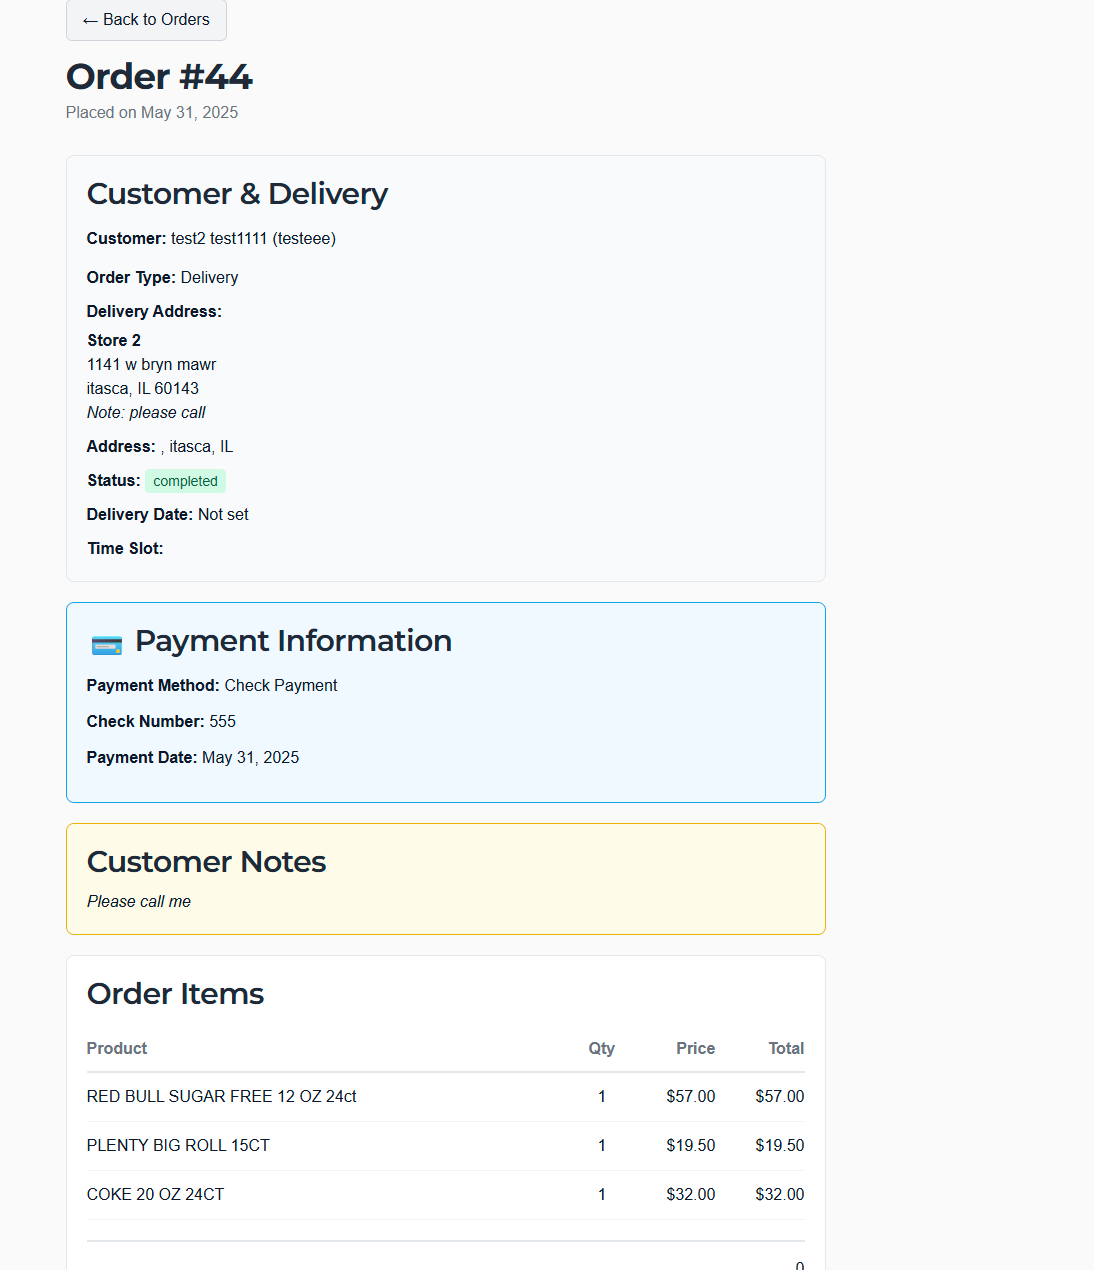 ← Back to Orders
Order #44
Placed on May 31, 2025
Customer & Delivery
Customer: test2 test1111 (testeee)
Order Type: Delivery
Delivery Address:
Store 2
1141 w bryn mawr
itasca, IL 60143
Note: please call
Address: , itasca, IL
Status: completed
Delivery Date: Not set
Time Slot:
Payment Information
Payment Method: Check Payment
Check Number: 555
Payment Date: May 31, 2025
Customer Notes
Please call me
Order Items
Product Qty Price Total
RED BULL SUGAR FREE 12 OZ 24ct 1 $57.00 $57.00
PLENTY BIG ROLL 15CT 1 $19.50 $19.50
COKE 20 OZ 24CT 1 $32.00 $32.00
0